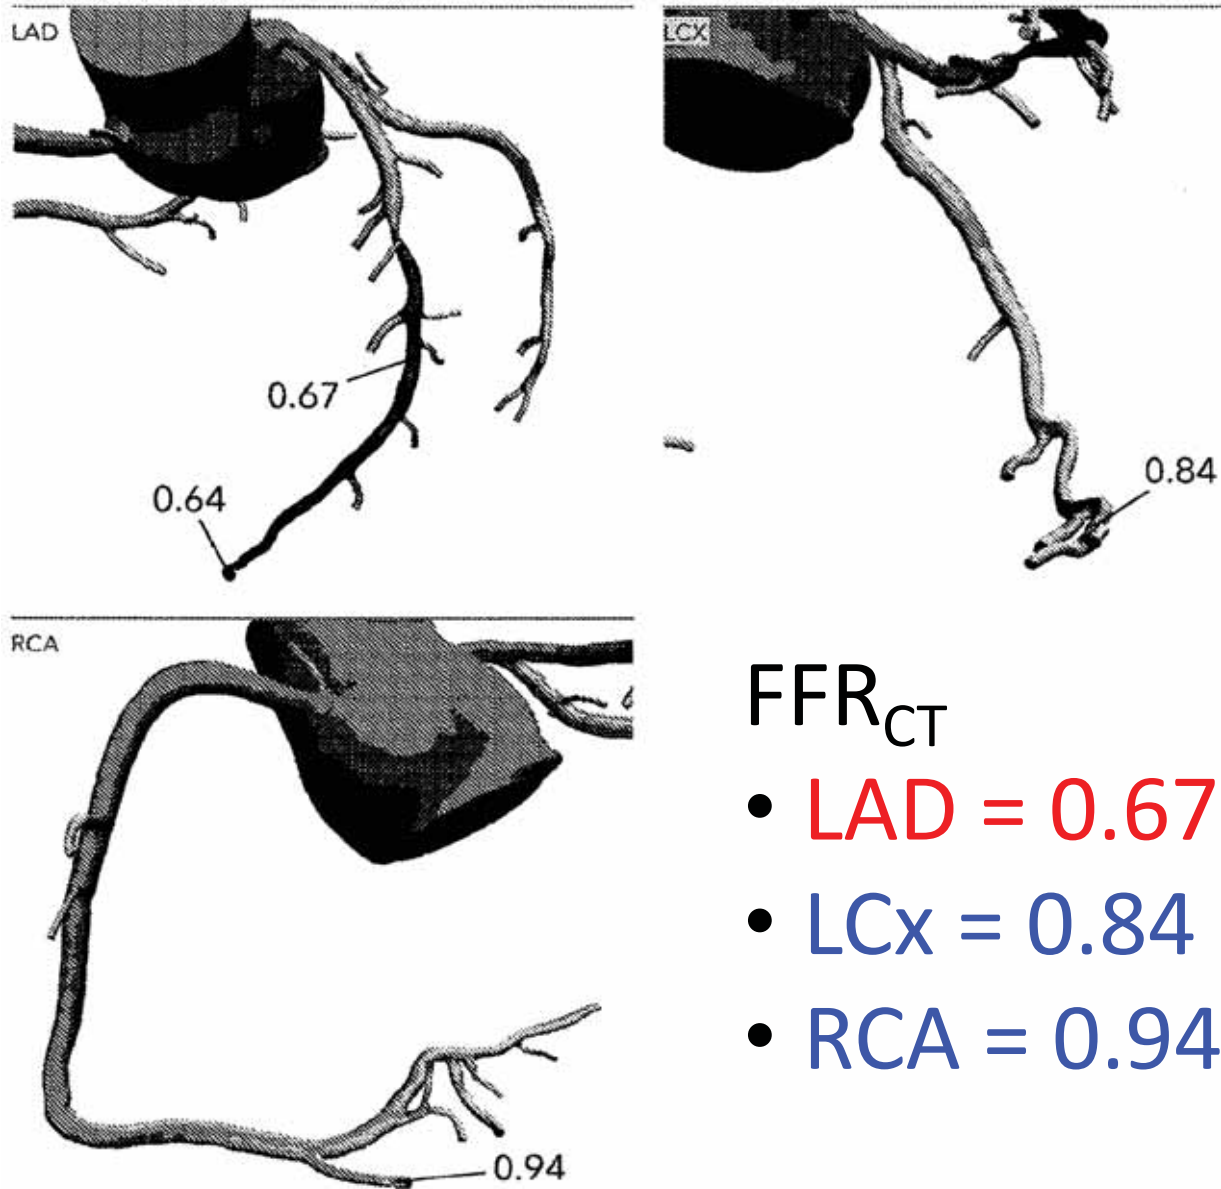 LAD
0.67
0.64
LCX
0.84
RCA
0.94
FFR_CT
• LAD = 0.67
• LCx = 0.84
• RCA = 0.94